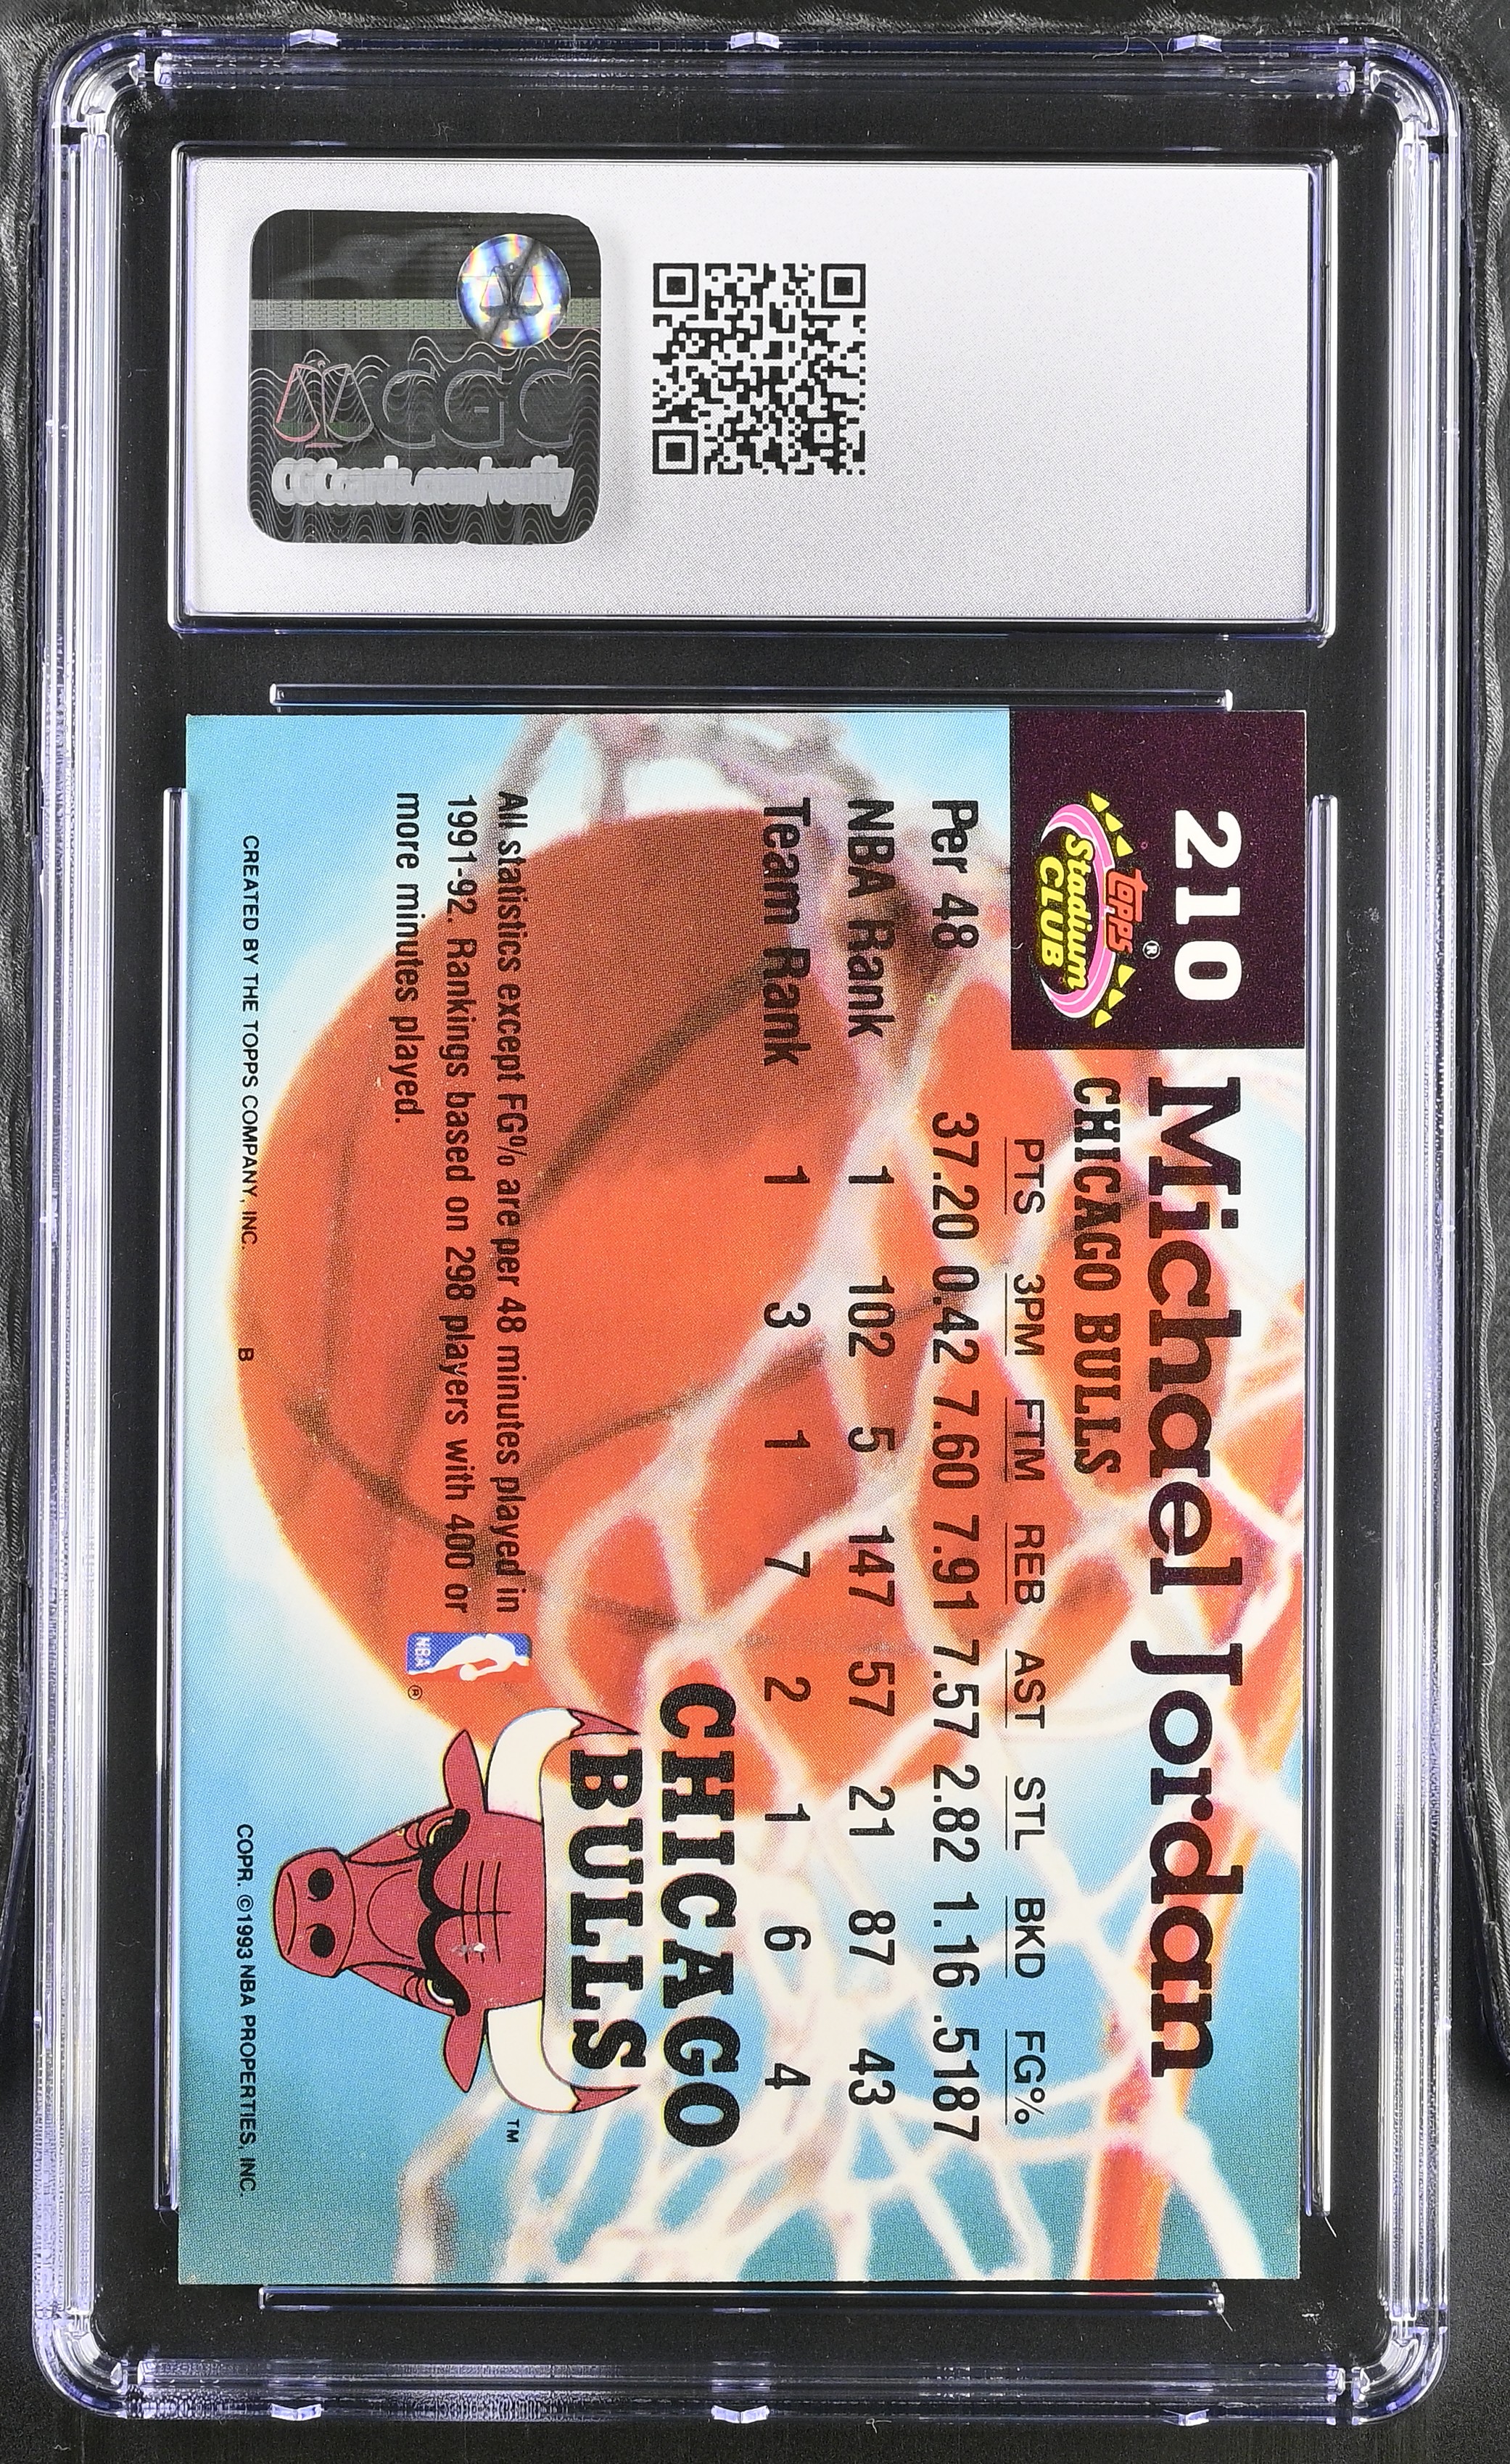 CGC
CGCcards.com/verify
210
TOPPS ®
Stadium
CLUB
Michael Jordan
CHICAGO BULLS
PTS 3PM FTM REB AST STL BKD FG%
Per 48 37.20 0.42 7.60 7.91 7.57 2.82 1.16 .5187
NBA Rank 1 102 5 147 57 21 87 43
Team Rank 1 3 1 7 2 1 6 4
All statistics except FG% are per 48 minutes played in
1991-92. Rankings based on 298 players with 400 or
more minutes played.
NBA ®
CHICAGO
BULLS
TM
CREATED BY THE TOPPS COMPANY, INC. B COPR. ©1993 NBA PROPERTIES, INC.